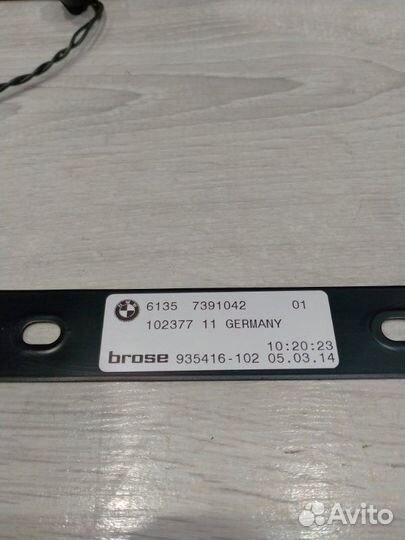 6135 7391042 01
102377 11 GERMANY
10:20:23
brose 935416-102 05.03.14
Avito